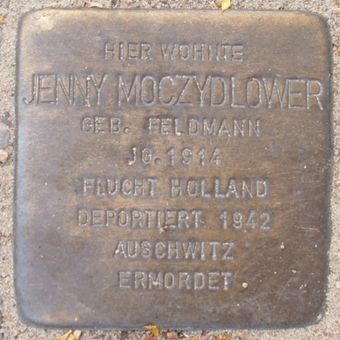 HIER WOHNTE
JENNY MOCZYDLOWER
GEB. FELDMANN
JG. 1914
FLUCHT HOLLAND
DEPORTIERT 1942
AUSCHWITZ
ERMORDET